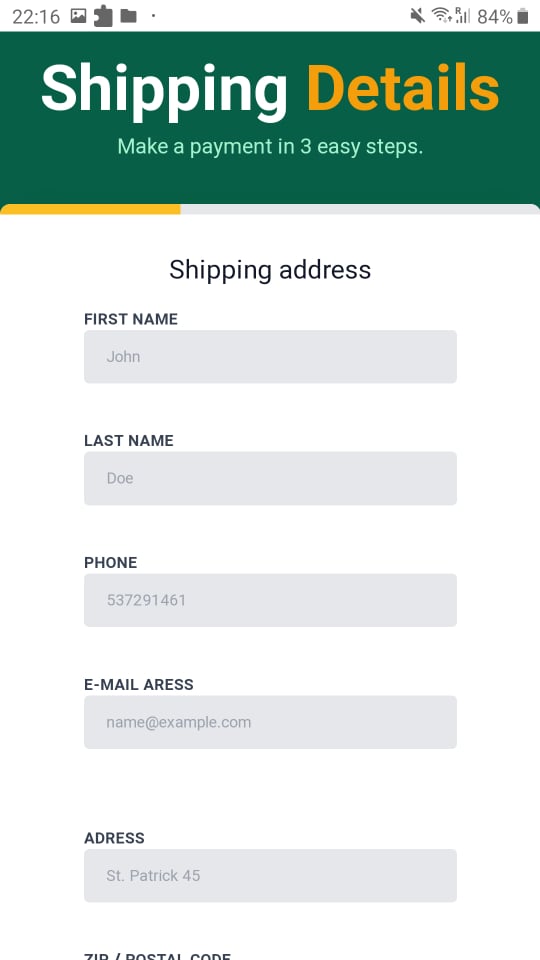 22:16
R
84%
Shipping Details
Make a payment in 3 easy steps.
Shipping address
FIRST NAME
John
LAST NAME
Doe
PHONE
537291461
E-MAIL ARESS
name@example.com
ADRESS
St. Patrick 45
ZIP / POSTAL CODE